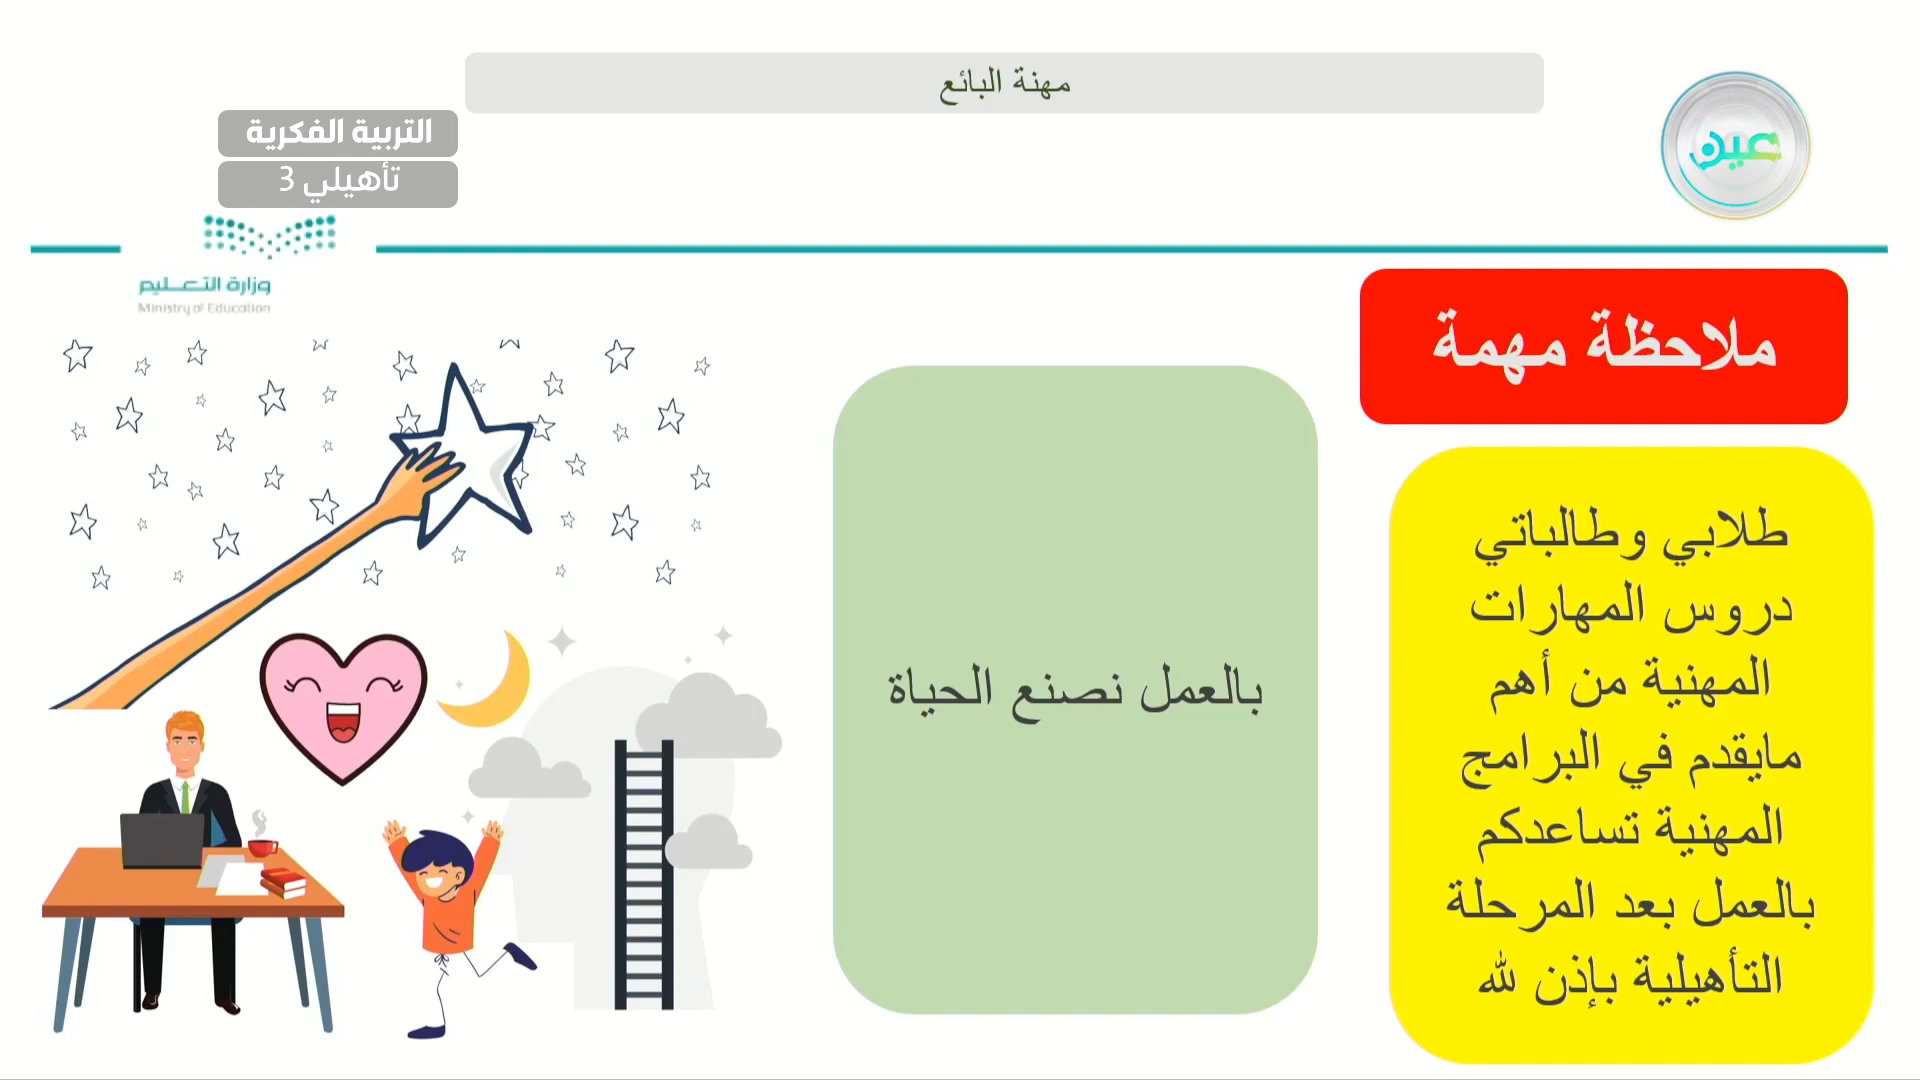 مهنة البائع
التربية الفكرية
تأهيلي 3
عين
وزارة التعليم
Ministry of Education
ملاحظة مهمة
طلابي وطالباتي
دروس المهارات
المهنية من أهم
مايقدم في البرامج
المهنية تساعدكم
بالعمل بعد المرحلة
التأهيلية بإذن لله
بالعمل نصنع الحياة